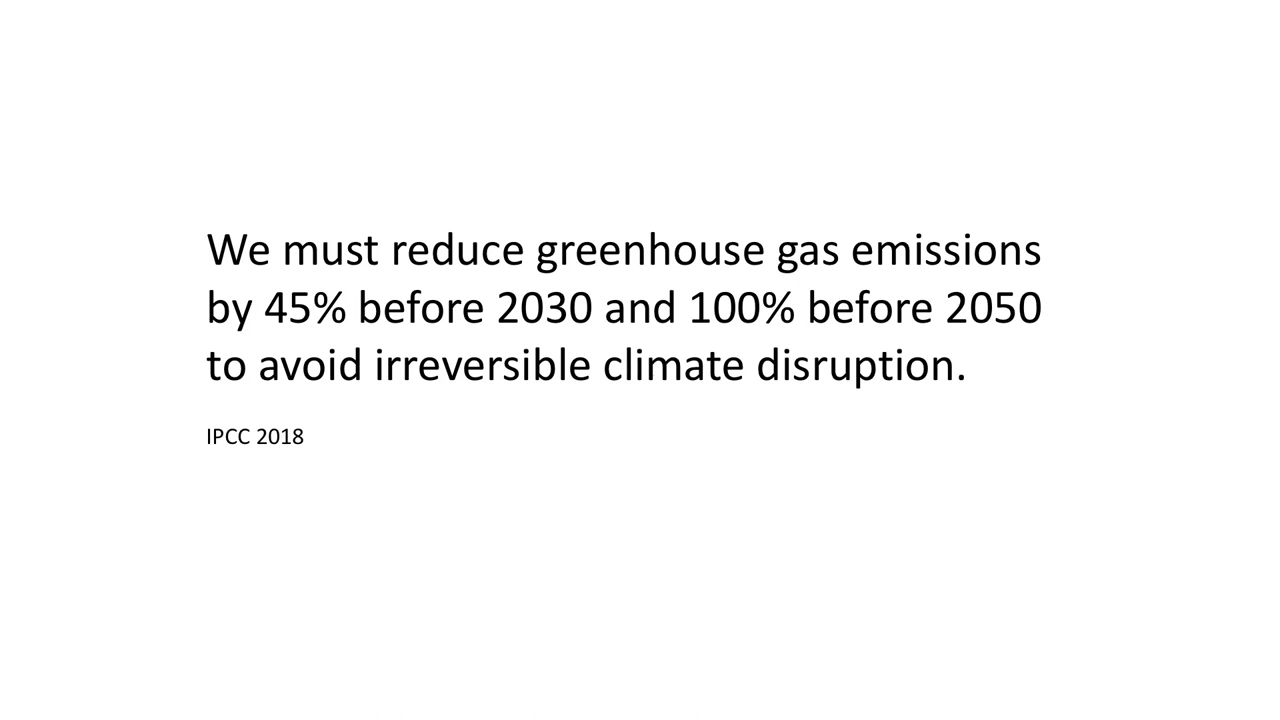 We must reduce greenhouse gas emissions
by 45% before 2030 and 100% before 2050
to avoid irreversible climate disruption.
IPCC 2018